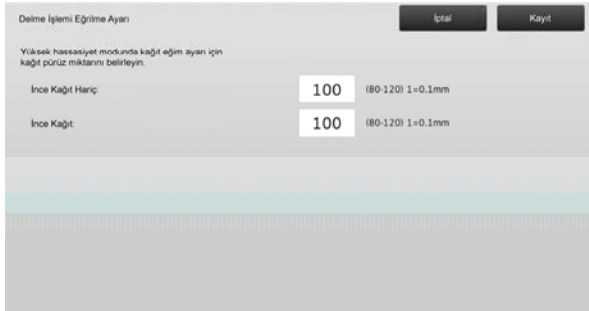 Delme İşlemi Eğrilme Ayarı
İptal
Kayıt
Yüksek hassasiyet modunda kağıt eğim ayarı için
kağıt pürüz miktarını belirleyin.
İnce Kağıt Hariç:
100
(80-120) 1=0.1mm
İnce Kağıt:
100
(80-120) 1=0.1mm